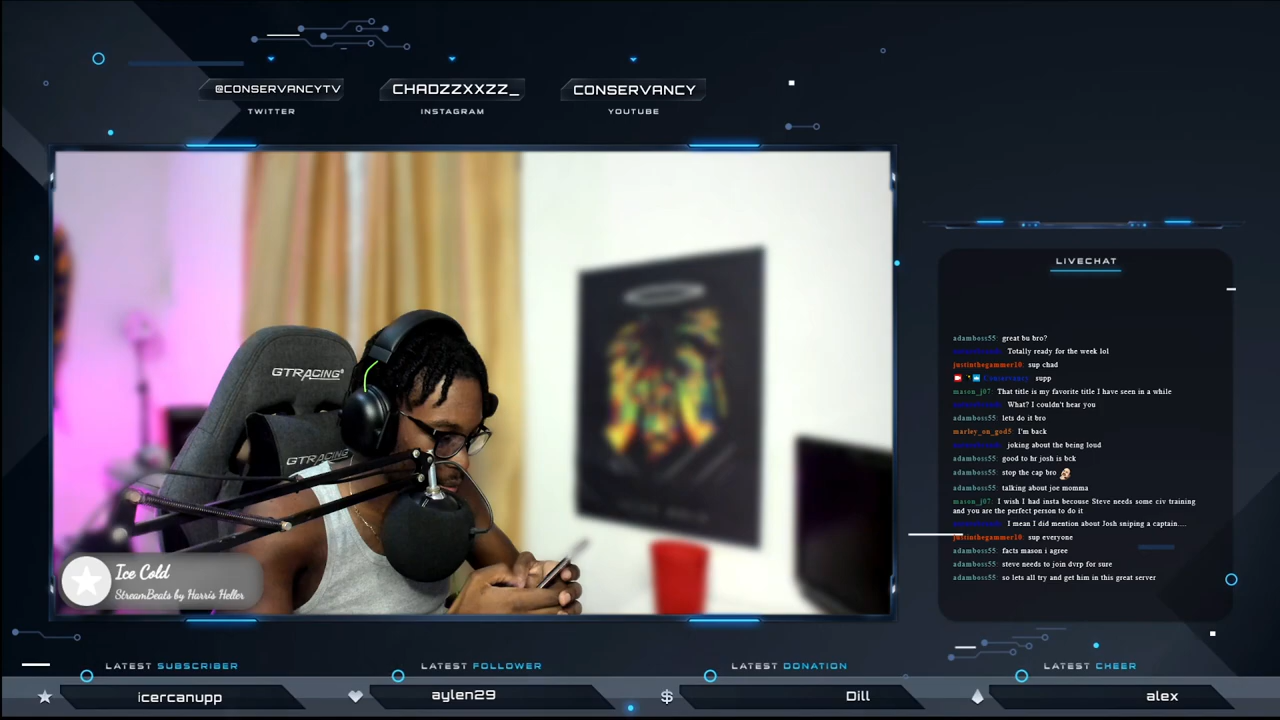 @CONSERVANCYTV
TWITTER
CHADZZXXZZ_
INSTAGRAM
CONSERVANCY
YOUTUBE
GTRACING
GTRACING
Ice Cold
StreamBeats by Harris Heller
LIVECHAT
adamboss55: great bu bro?
Totally ready for the week lol
justinthegammer10: sup chad
Conservancy: supp
mason_j07: That title is my favorite title I have seen in a while
What? I couldn't hear you
adamboss55: lets do it bro
marley_on_god5: I'm back
joking about the being loud
adamboss55: good to hr josh is bck
adamboss55: stop the cap bro
adamboss55: talking about joe momma
mason_j07: I wish I had insta becouse Steve needs some civ training
and you are the perfect person to do it
I mean I did mention about Josh sniping a captain....
justinthegammer10: sup everyone
adamboss55: facts mason i agree
adamboss55: steve needs to join dvrp for sure
adamboss55: so lets all try and get him in this great server
LATEST SUBSCRIBER
icercanupp
LATEST FOLLOWER
aylen29
LATEST DONATION
$ Dill
LATEST CHEER
alex